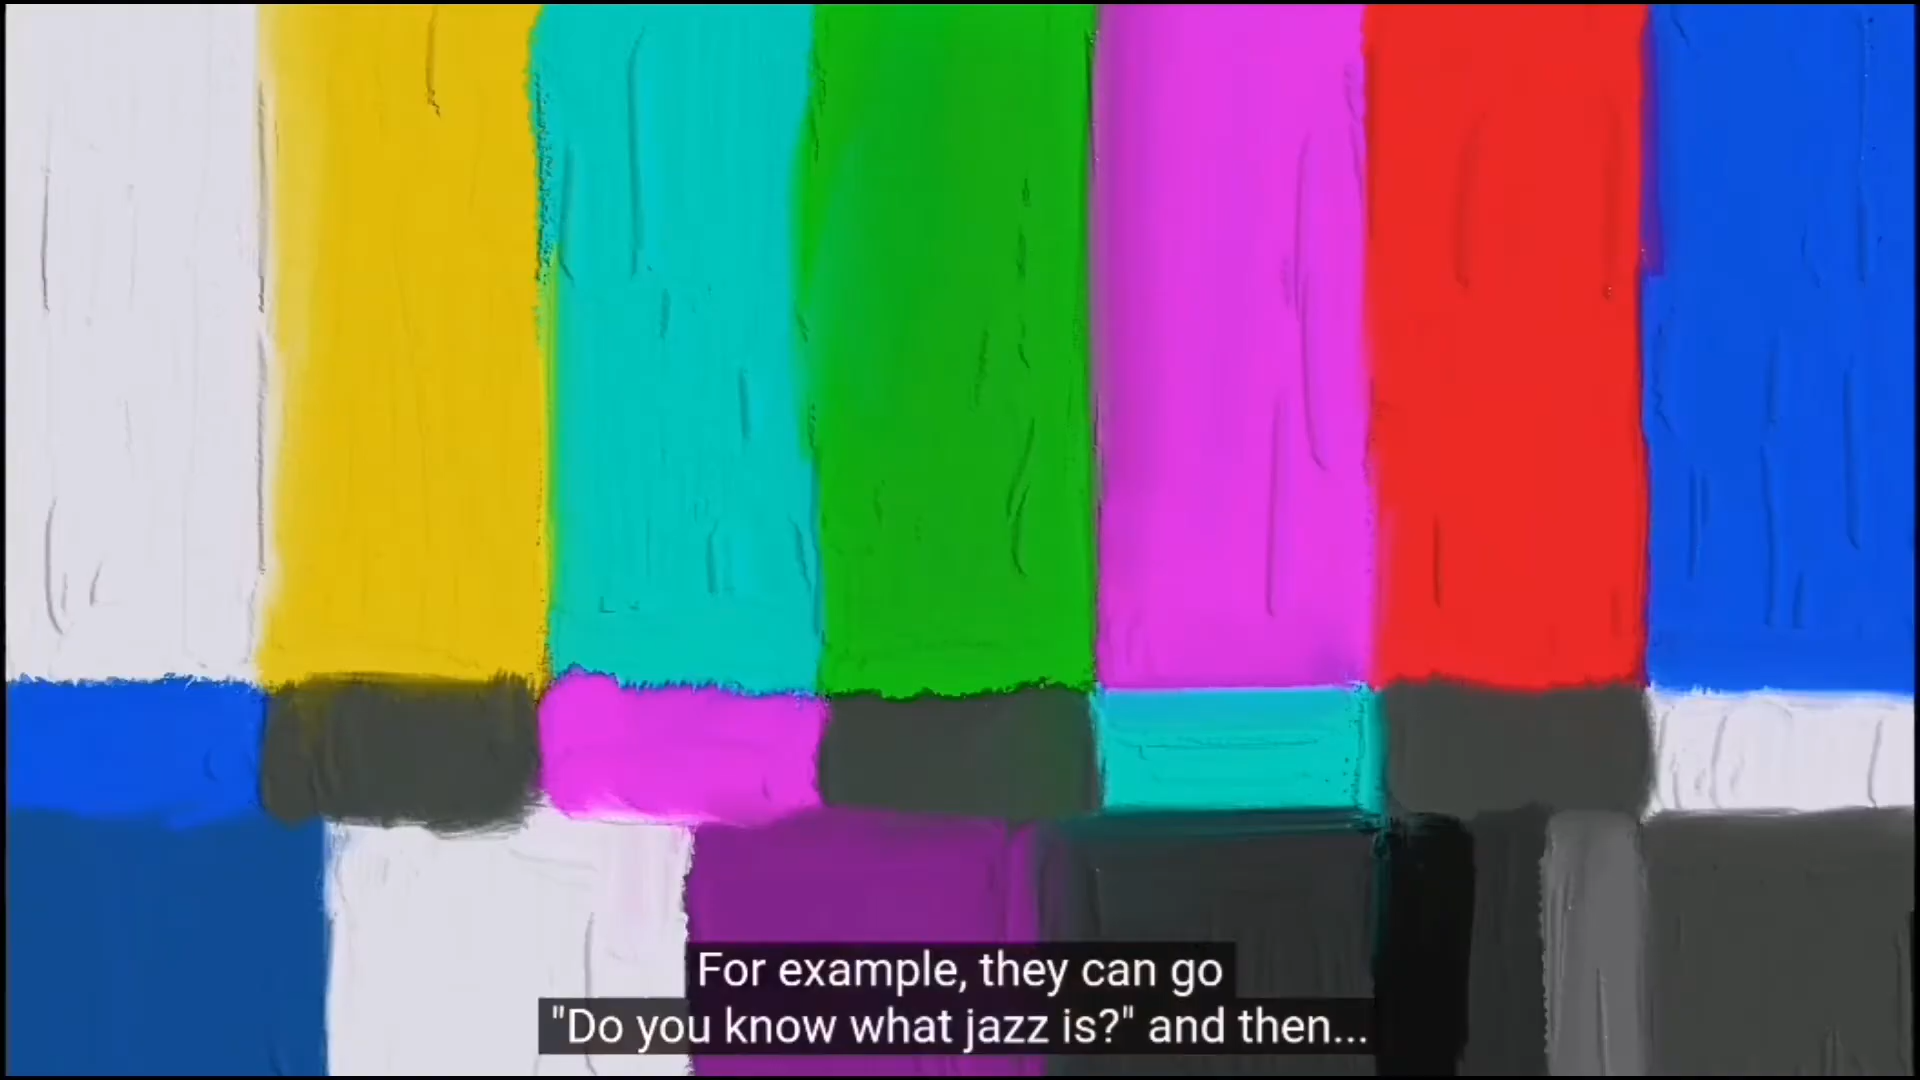 For example, they can go
"Do you know what jazz is?" and then...